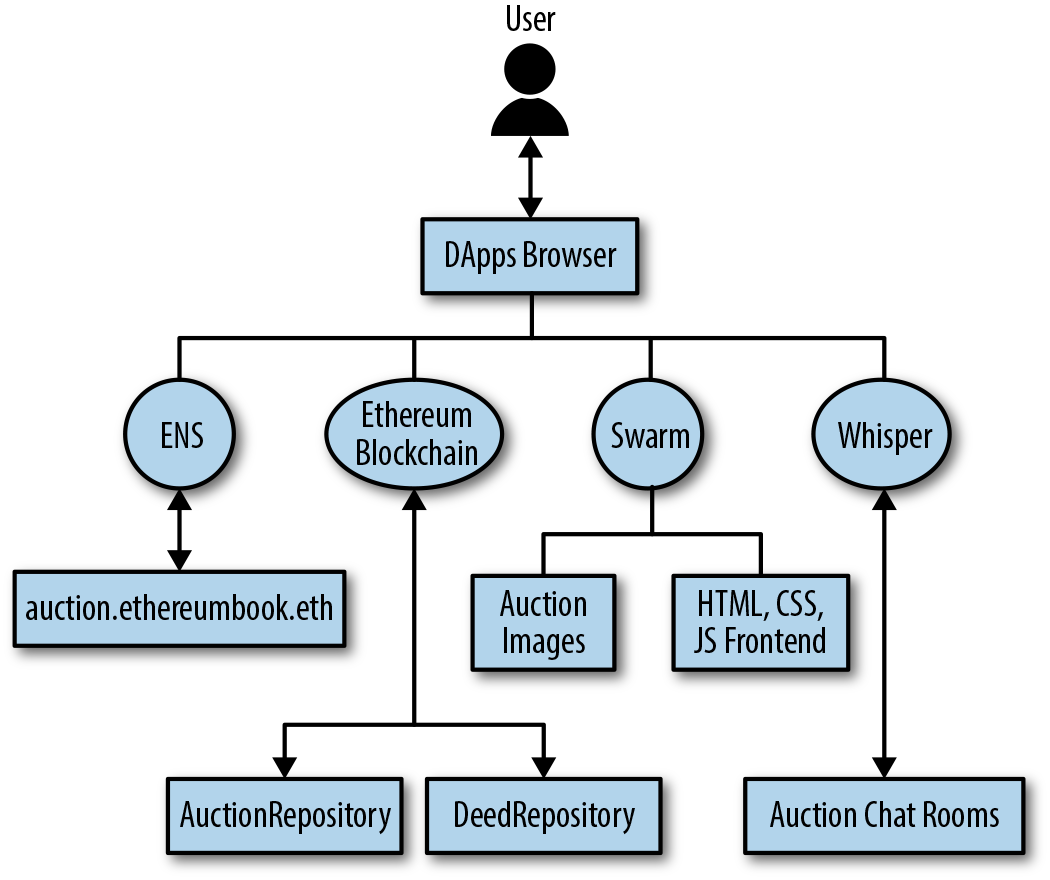 User
DApps Browser
ENS
Ethereum
Blockchain
Swarm
Whisper
auction.ethereumbook.eth
Auction
Images
HTML, CSS,
JS Frontend
AuctionRepository
DeedRepository
Auction Chat Rooms